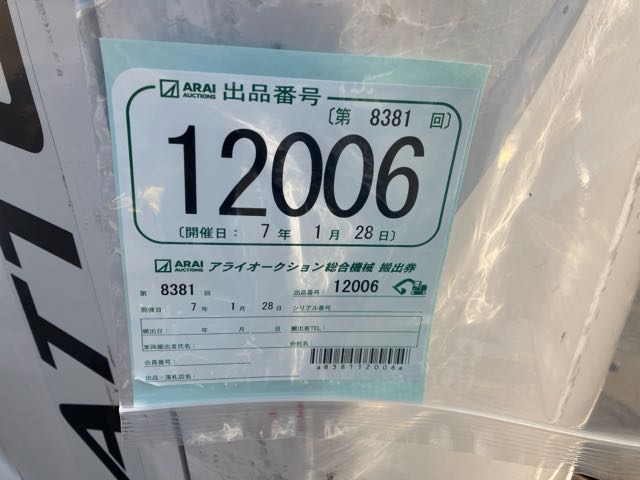 ARAI AUCTIONS 出品番号
〔第 8381 回〕
12006
〔開催日: 7 年 1 月 28 日〕
ARAI AUCTIONS アライオークション総合機械 搬出券
第 8381 回 出品番号 12006
開催日: 7 年 1 月 28 日 シリアル番号
搬出日: 年 月 日 搬出者TEL:
車両搬出者氏名: 会社名:
会員番号:
a838112006a
出品・落札店名: